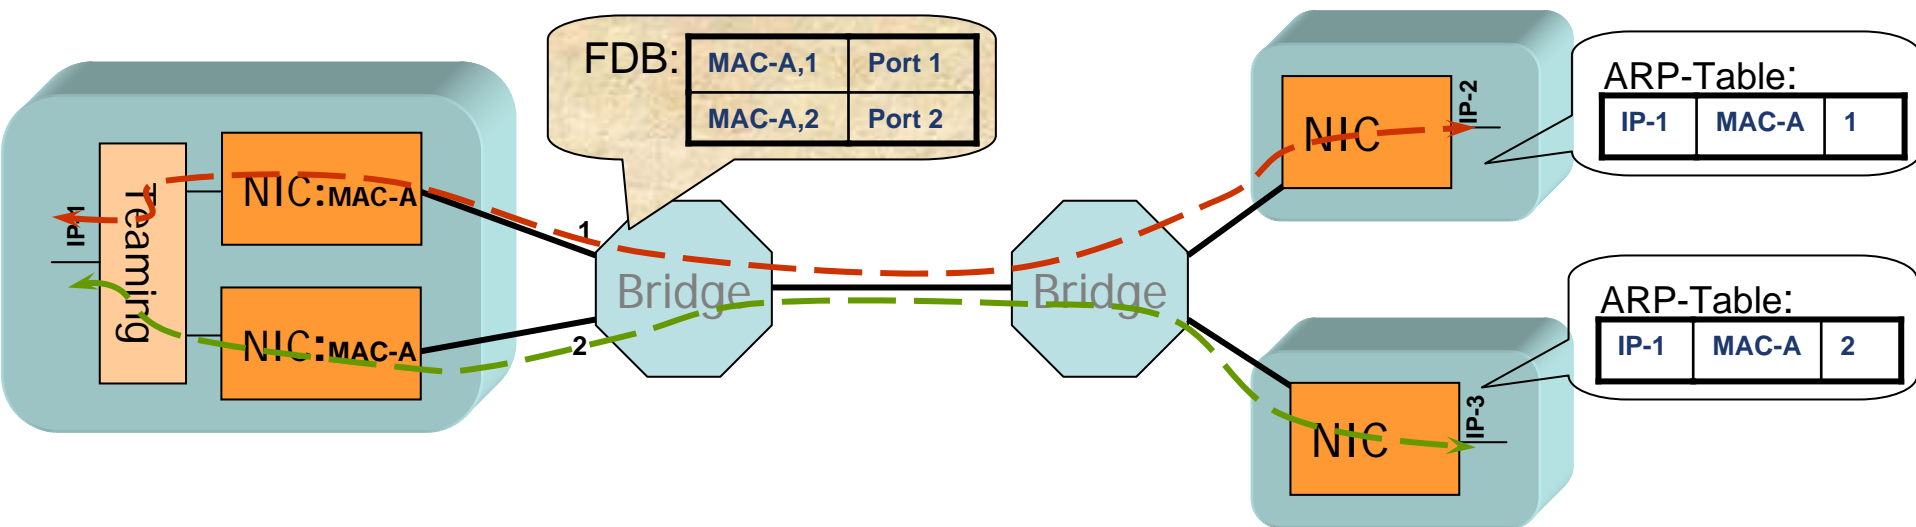 FDB:
MAC-A,1 Port 1
MAC-A,2 Port 2
IP-2
ARP-Table:
IP-1 MAC-A 1
NIC
NIC:MAC-A
Teaming
IP-1
1
Bridge
Bridge
NIC:MAC-A
2
ARP-Table:
IP-1 MAC-A 2
IP-3
NIC